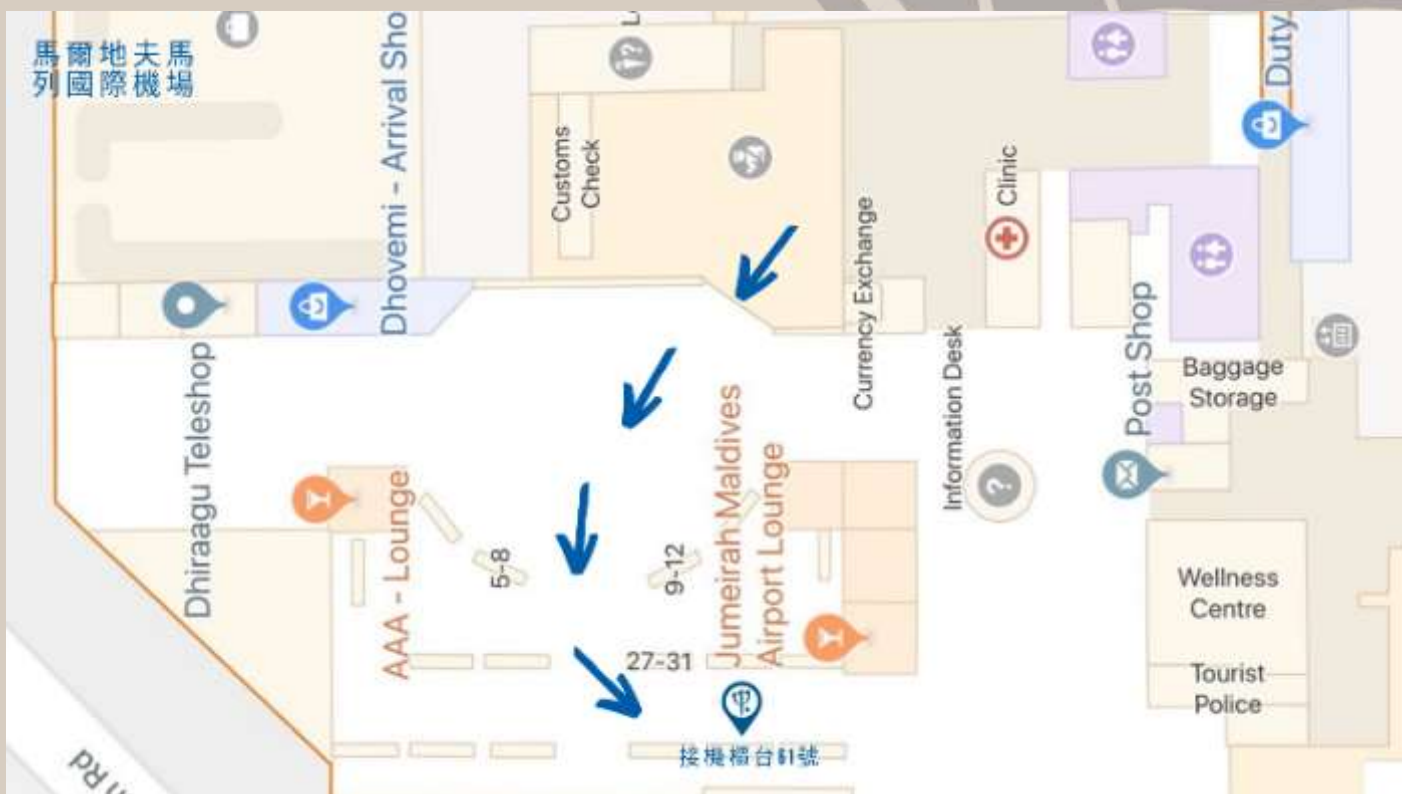 馬爾地夫馬
列國際機場
Dhovemi - Arrival Sho
Customs
Check
Clinic
Duty
Currency Exchange
Dhiraagu Teleshop
Information Desk
Post Shop
Baggage
Storage
AAA - Lounge
5-8
9-12
Jumeirah Maldives
Airport Lounge
Wellness
Centre
27-31
Tourist
Police
接機櫃台61號
Rd